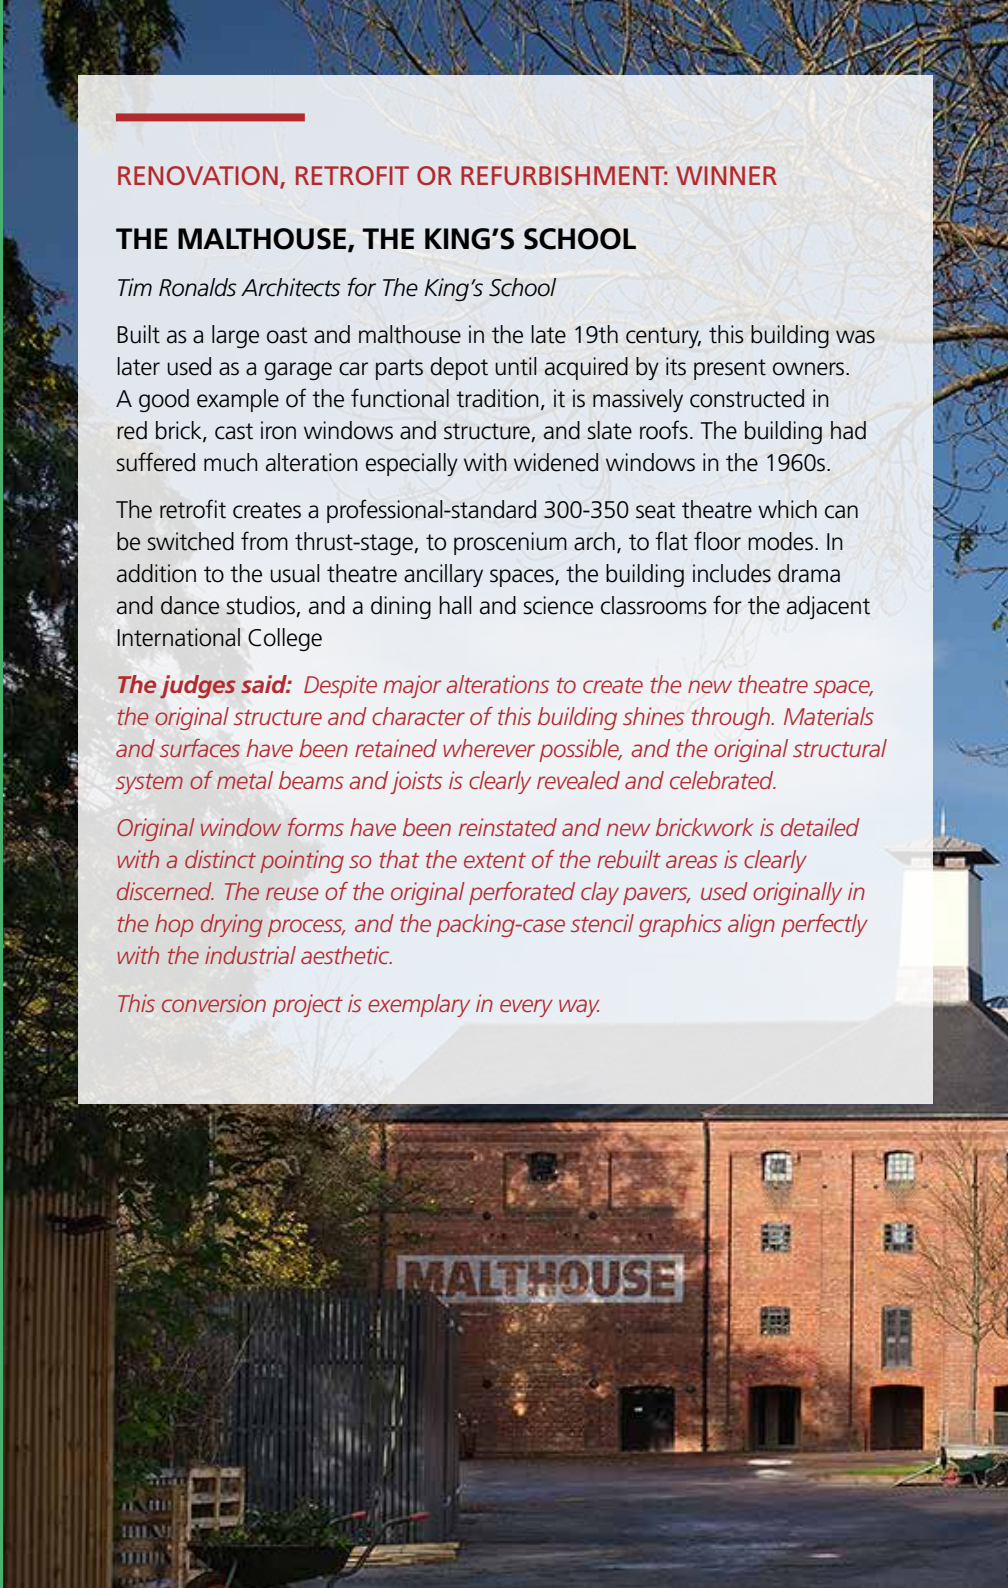 RENOVATION, RETROFIT OR REFURBISHMENT: WINNER
THE MALTHOUSE, THE KING’S SCHOOL
Tim Ronalds Architects for The King’s School
Built as a large oast and malthouse in the late 19th century, this building was
later used as a garage car parts depot until acquired by its present owners.
A good example of the functional tradition, it is massively constructed in
red brick, cast iron windows and structure, and slate roofs. The building had
suffered much alteration especially with widened windows in the 1960s.
The retrofit creates a professional-standard 300-350 seat theatre which can
be switched from thrust-stage, to proscenium arch, to flat floor modes. In
addition to the usual theatre ancillary spaces, the building includes drama
and dance studios, and a dining hall and science classrooms for the adjacent
International College
The judges said: Despite major alterations to create the new theatre space,
the original structure and character of this building shines through. Materials
and surfaces have been retained wherever possible, and the original structural
system of metal beams and joists is clearly revealed and celebrated.
Original window forms have been reinstated and new brickwork is detailed
with a distinct pointing so that the extent of the rebuilt areas is clearly
discerned. The reuse of the original perforated clay pavers, used originally in
the hop drying process, and the packing-case stencil graphics align perfectly
with the industrial aesthetic.
This conversion project is exemplary in every way.
MALTHOUSE